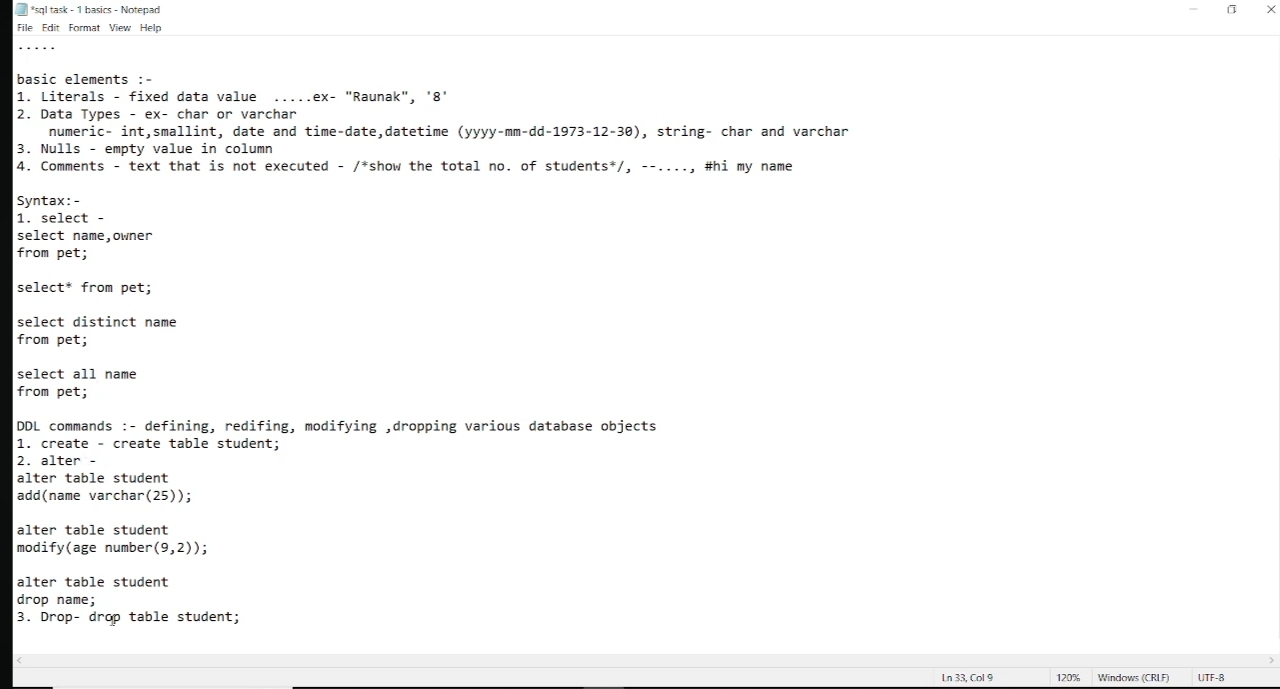 *sql task - 1 basics - Notepad
File Edit Format View Help
.....
basic elements :-
1. Literals - fixed data value .....ex- "Raunak", '8'
2. Data Types - ex- char or varchar
numeric- int,smallint, date and time-date,datetime (yyyy-mm-dd-1973-12-30), string- char and varchar
3. Nulls - empty value in column
4. Comments - text that is not executed - /*show the total no. of students*/, --...., #hi my name
Syntax:-
1. select -
select name,owner
from pet;
select* from pet;
select distinct name
from pet;
select all name
from pet;
DDL commands :- defining, redifing, modifying ,dropping various database objects
1. create - create table student;
2. alter -
alter table student
add(name varchar(25));
alter table student
modify(age number(9,2));
alter table student
drop name;
3. Drop- drop table student;
Ln 33, Col 9 120% Windows (CRLF) UTF-8